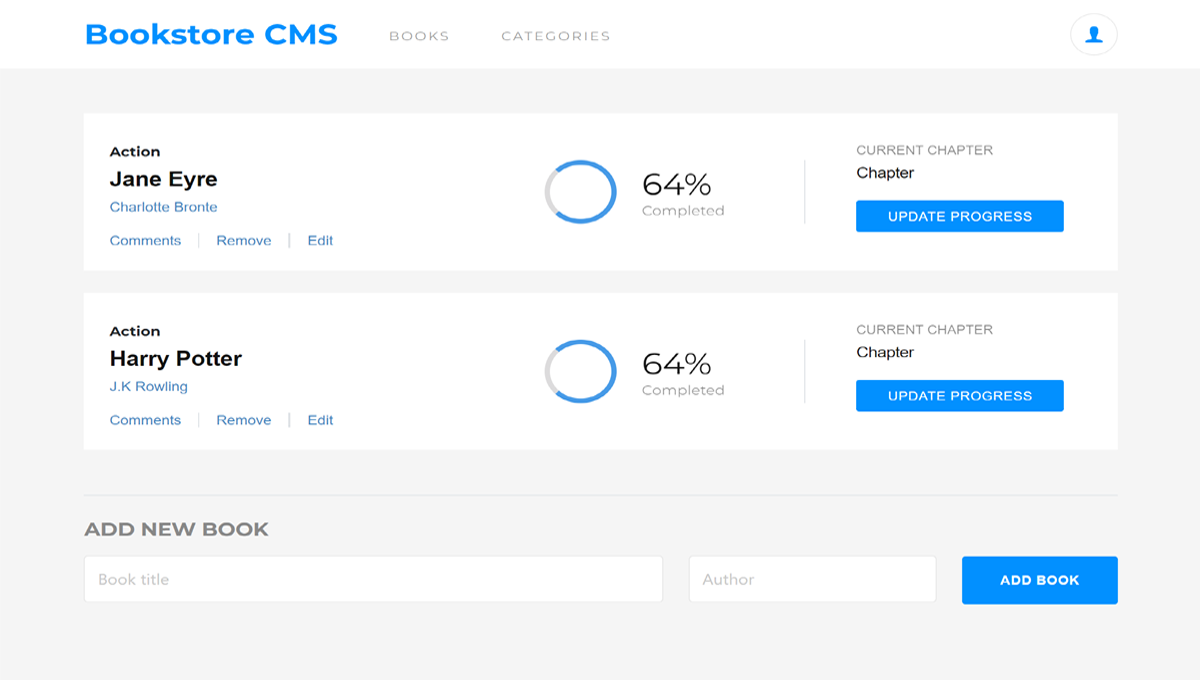 Bookstore CMS BOOKS CATEGORIES
Action
Jane Eyre
Charlotte Bronte
Comments Remove Edit
64%
Completed
CURRENT CHAPTER
Chapter
UPDATE PROGRESS
Action
Harry Potter
J.K Rowling
Comments Remove Edit
64%
Completed
CURRENT CHAPTER
Chapter
UPDATE PROGRESS
ADD NEW BOOK
Book title Author ADD BOOK